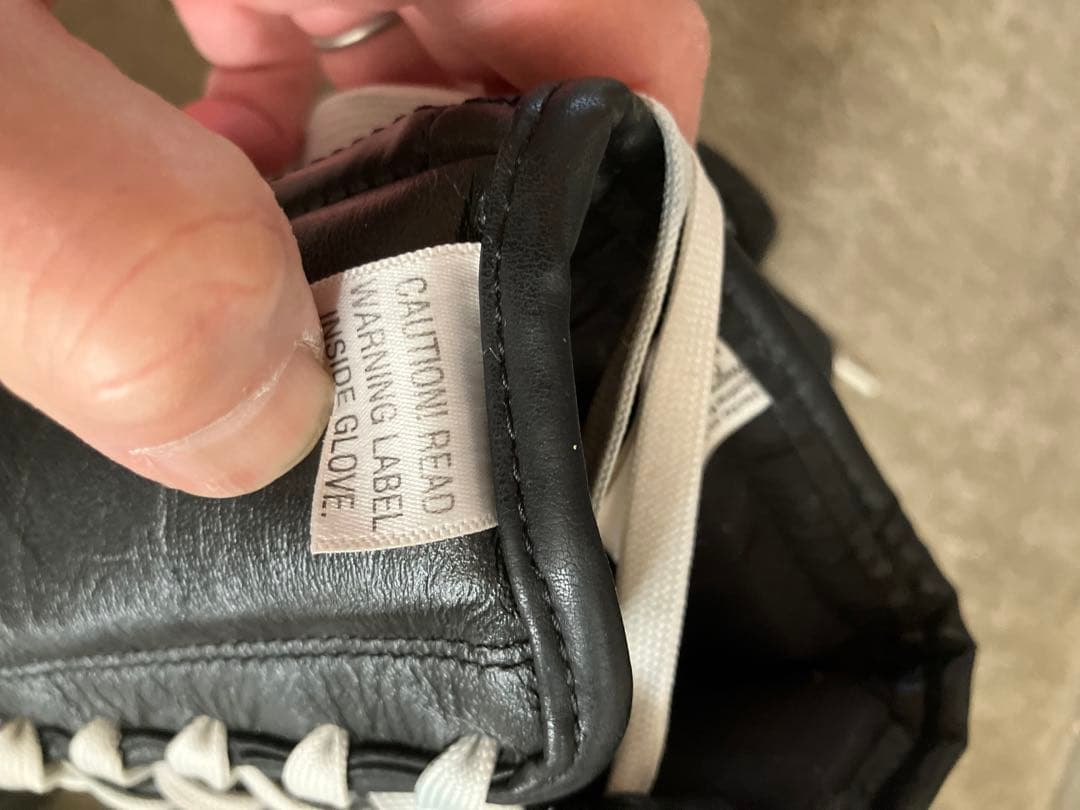 CAUTION! READ
WARNING LABEL
INSIDE GLOVE.